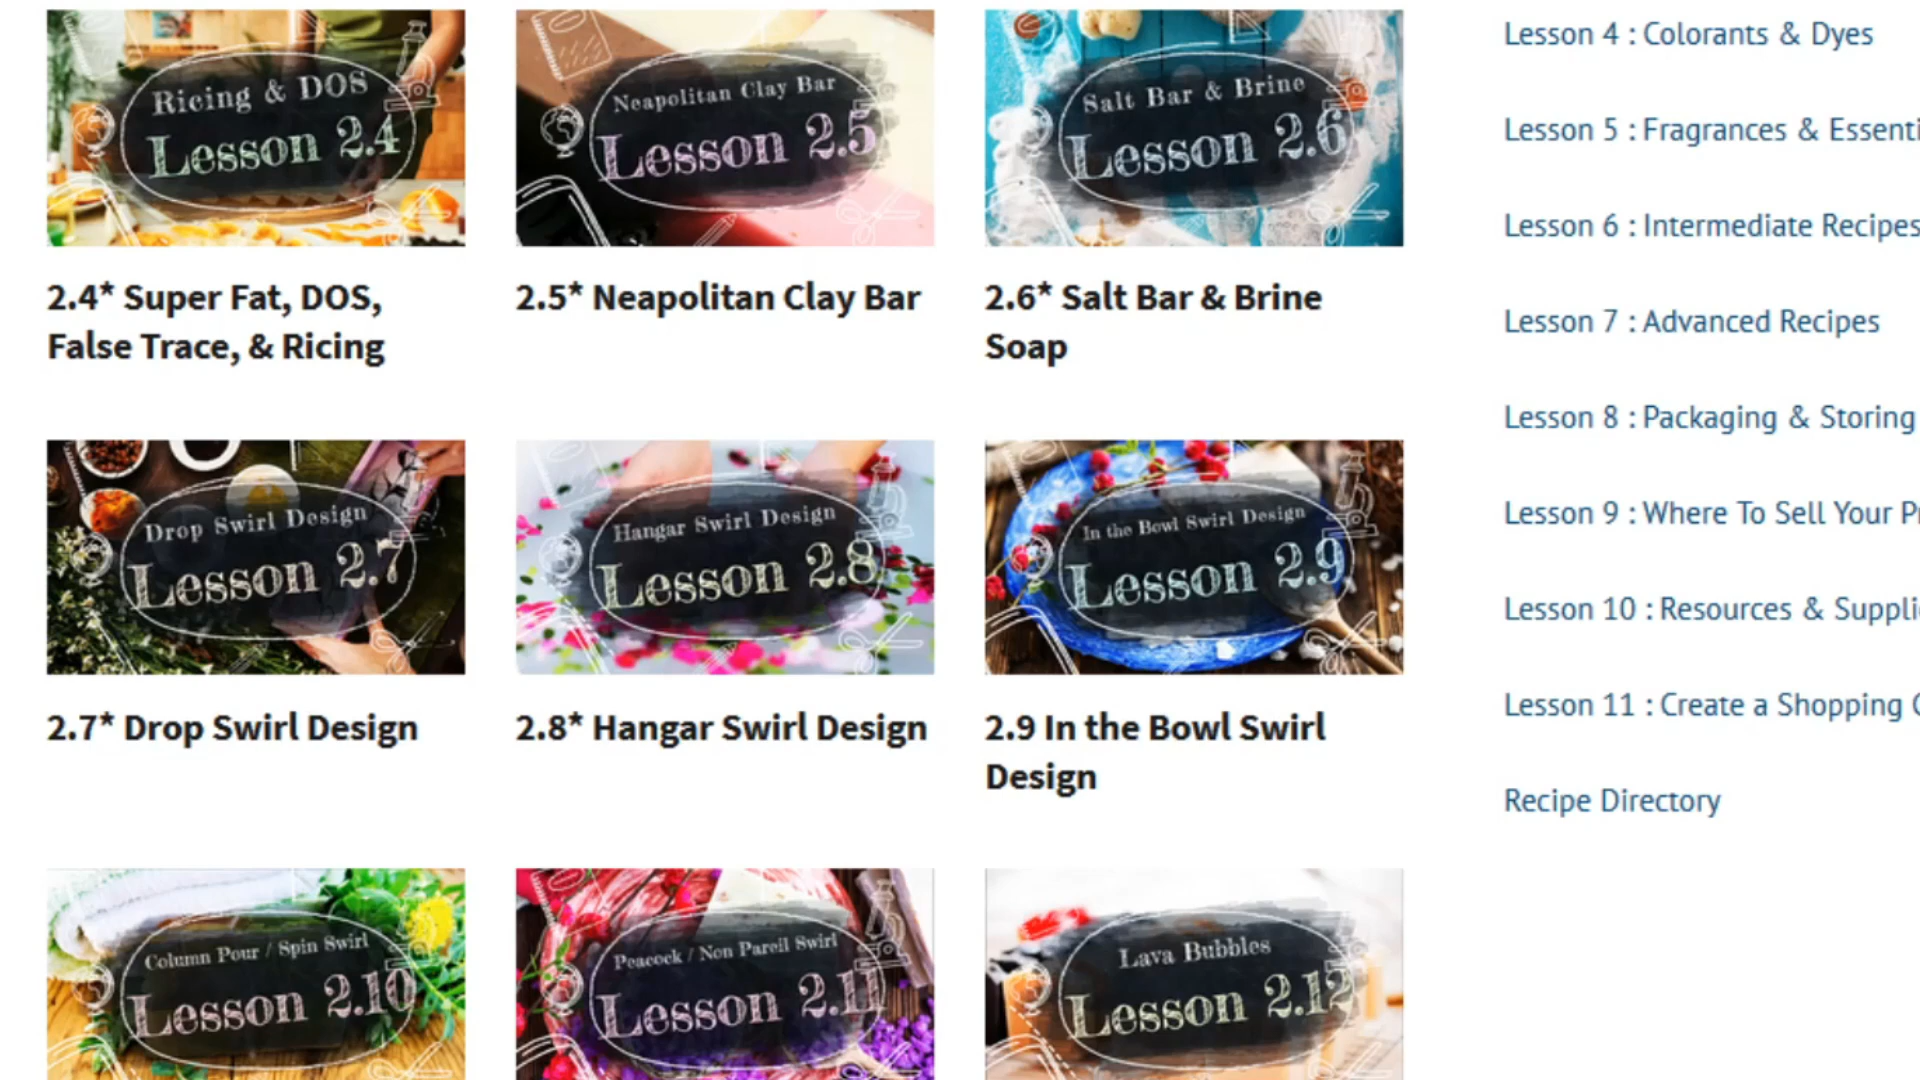 Ricing & DOS
Lesson 2.4
Neapolitan Clay Bar
Lesson 2.5
Salt Bar & Brine
Lesson 2.6
2.4* Super Fat, DOS,
False Trace, & Ricing
2.5* Neapolitan Clay Bar
2.6* Salt Bar & Brine
Soap
Drop Swirl Design
Lesson 2.7
Hangar Swirl Design
Lesson 2.8
In the Bowl Swirl Design
Lesson 2.9
2.7* Drop Swirl Design
2.8* Hangar Swirl Design
2.9 In the Bowl Swirl
Design
Column Pour / Spin Swirl
Lesson 2.10
Peacock / Non Pareil Swirl
Lesson 2.11
Lava Bubbles
Lesson 2.12
Lesson 4 : Colorants & Dyes
Lesson 5 : Fragrances & Essenti
Lesson 6 : Intermediate Recipes
Lesson 7 : Advanced Recipes
Lesson 8 : Packaging & Storing
Lesson 9 : Where To Sell Your P
Lesson 10 : Resources & Suppli
Lesson 11 : Create a Shopping
Recipe Directory